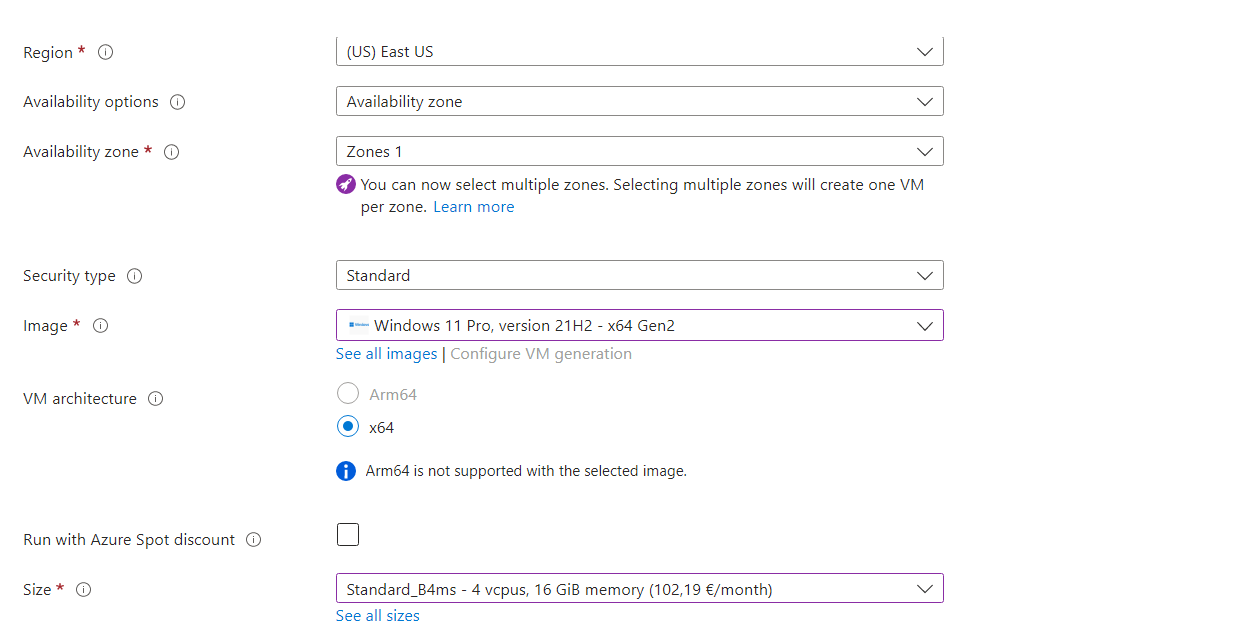 Region *
(US) East US
Availability options
Availability zone
Availability zone *
Zones 1
You can now select multiple zones. Selecting multiple zones will create one VM
per zone. Learn more
Security type
Standard
Image *
Windows 11 Pro, version 21H2 - x64 Gen2
See all images | Configure VM generation
VM architecture
Arm64
x64
Arm64 is not supported with the selected image.
Run with Azure Spot discount
Size *
Standard_B4ms - 4 vcpus, 16 GiB memory (102,19 €/month)
See all sizes